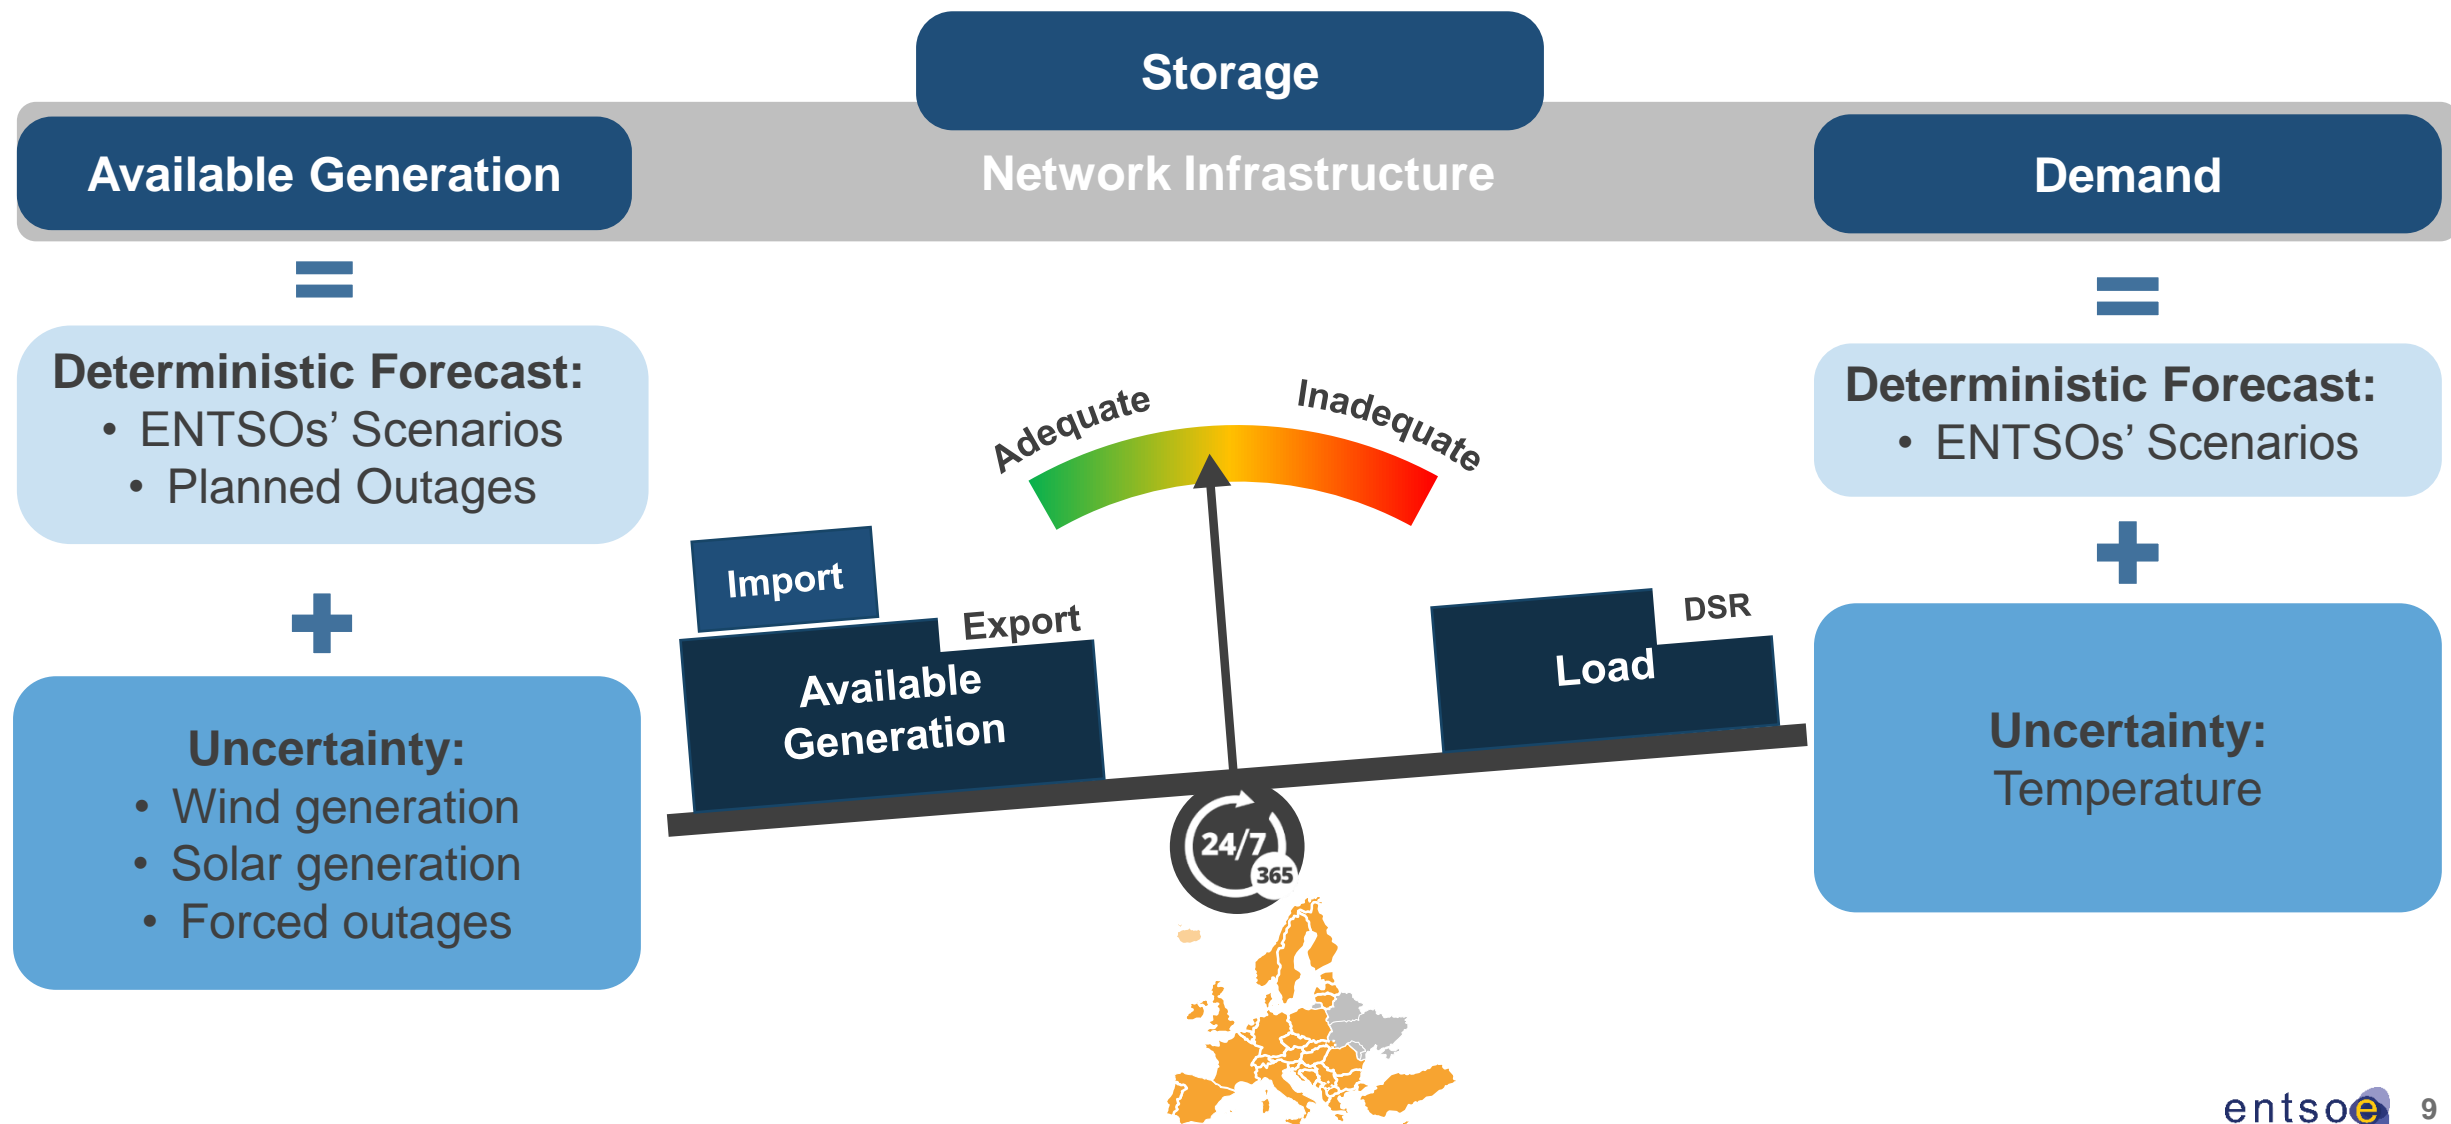 Storage
Available Generation
Network Infrastructure
Demand
Deterministic Forecast:
• ENTSOs’ Scenarios
• Planned Outages
Uncertainty:
• Wind generation
• Solar generation
• Forced outages
Adequate
Inadequate
Import
Export
Available
Generation
DSR
Load
24/7
365
Deterministic Forecast:
• ENTSOs’ Scenarios
Uncertainty:
Temperature
entsoe
9